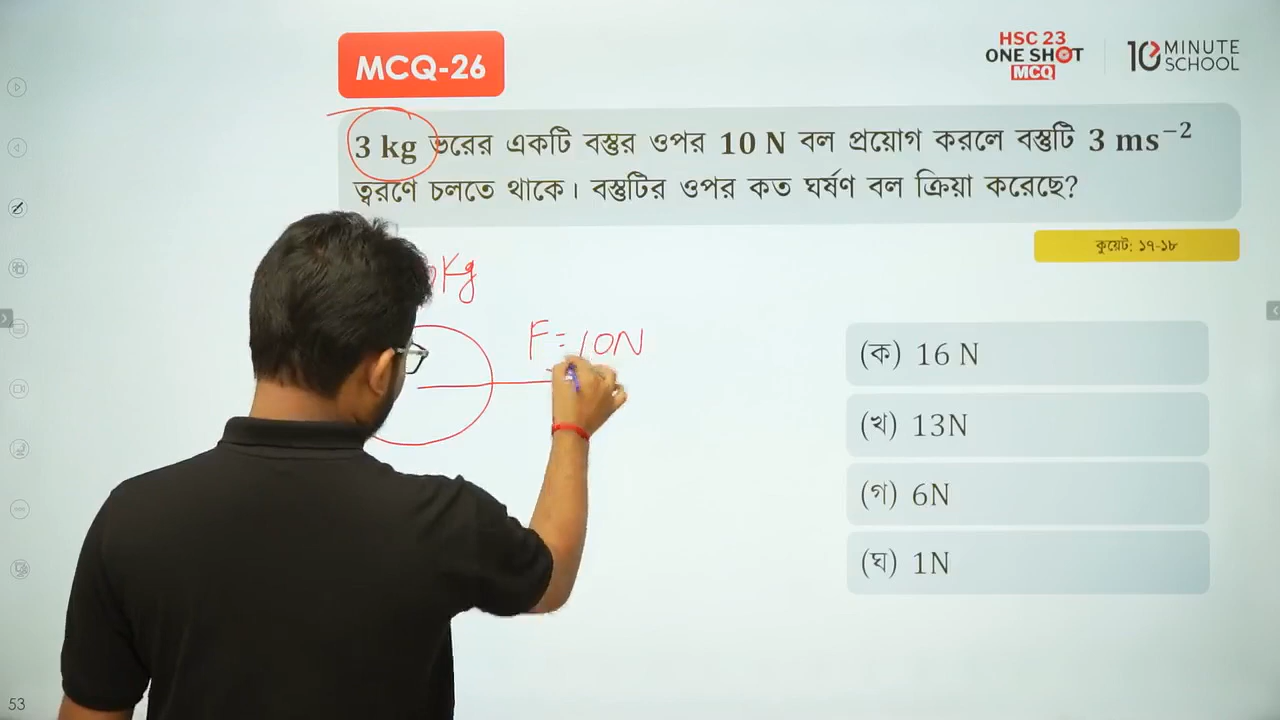 MCQ-26
HSC 23
ONE SHOT
MCQ
10 MINUTE
SCHOOL
3 kg ভরের একটি বস্তুর ওপর 10 N বল প্রয়োগ করলে বস্তুটি 3 ms⁻²
ত্বরণে চলতে থাকে। বস্তুটির ওপর কত ঘর্ষণ বল ক্রিয়া করেছে?
কুয়েট: ১৭-১৮
Kg
F=10N
(ক) 16 N
(খ) 13N
(গ) 6N
(ঘ) 1N
53